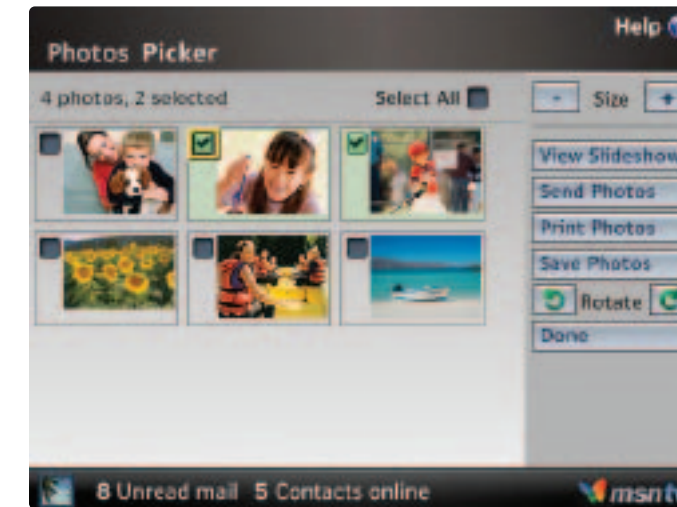 Help
Photos Picker
4 photos, 2 selected
Select All
- Size +
View Slideshow
Send Photos
Print Photos
Save Photos
Rotate
Done
8 Unread mail 5 Contacts online
msn